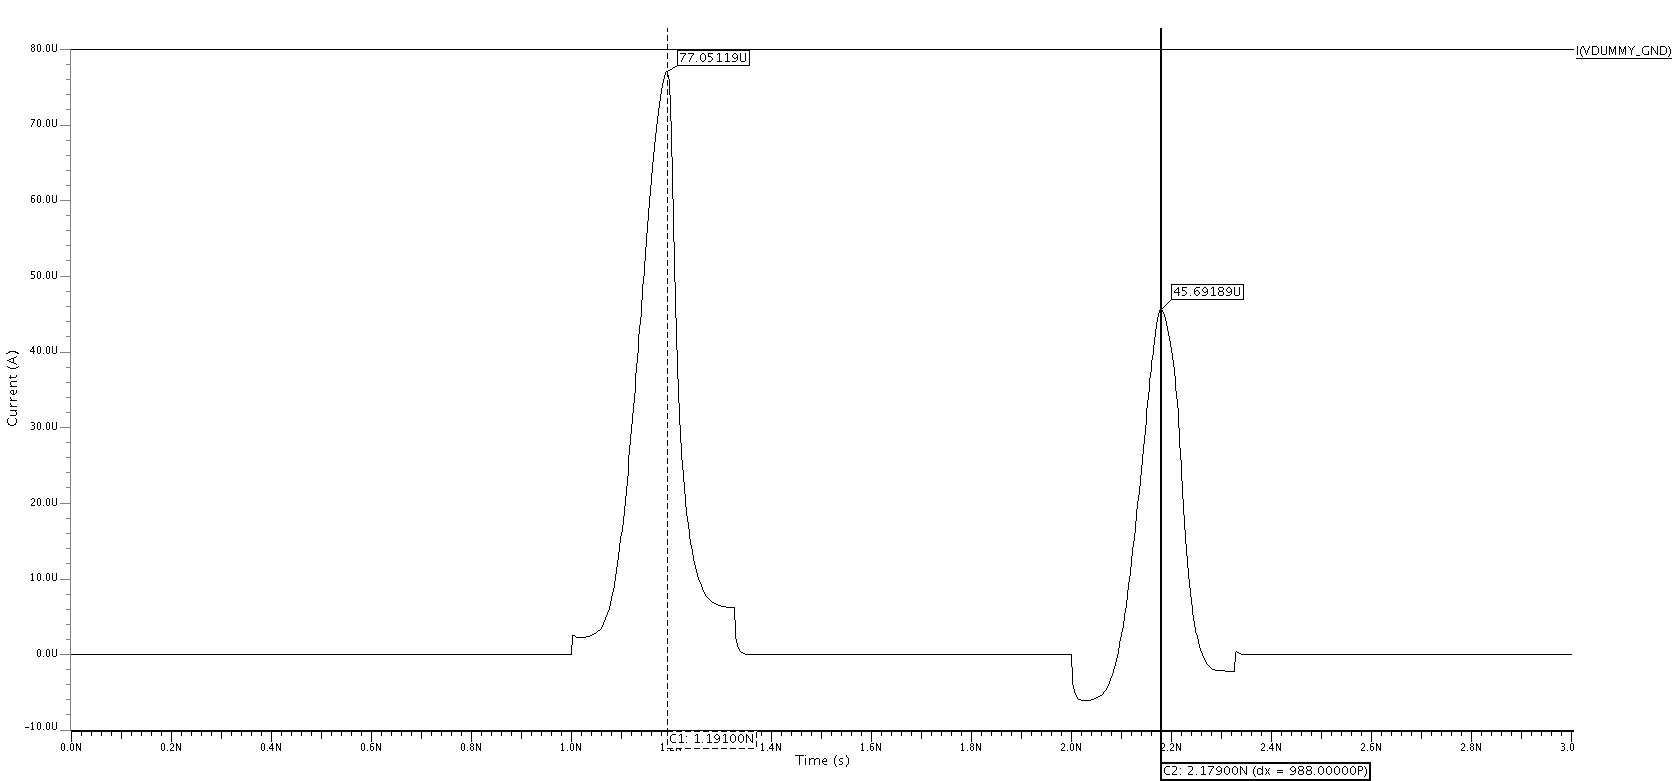 80.0U
I(VDUMMY_GND)
77.05119U
70.0U
60.0U
50.0U
45.69189U
40.0U
Current (A)
30.0U
20.0U
10.0U
0.0U
-10.0U
C1: 1.19100N
0.0N 0.2N 0.4N 0.6N 0.8N 1.0N 1.2N 1.4N 1.6N 1.8N 2.0N 2.2N 2.4N 2.6N 2.8N 3.0
Time (s)
C2: 2.17900N (dx = 988.00000P)